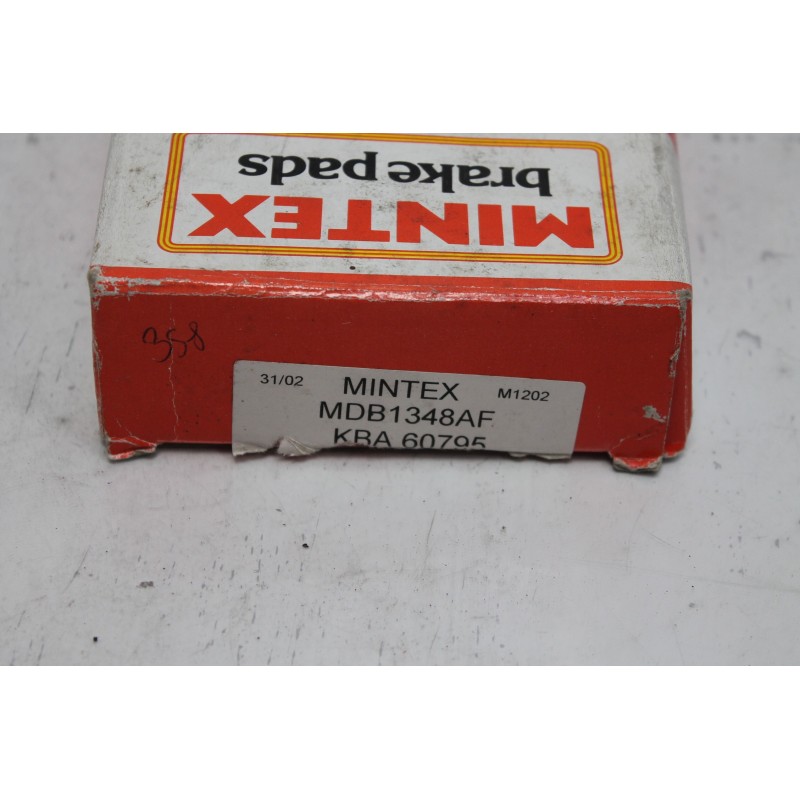 MINTEX
brake pads
358
31/02 MINTEX M1202
MDB1348AF
KBA 60795